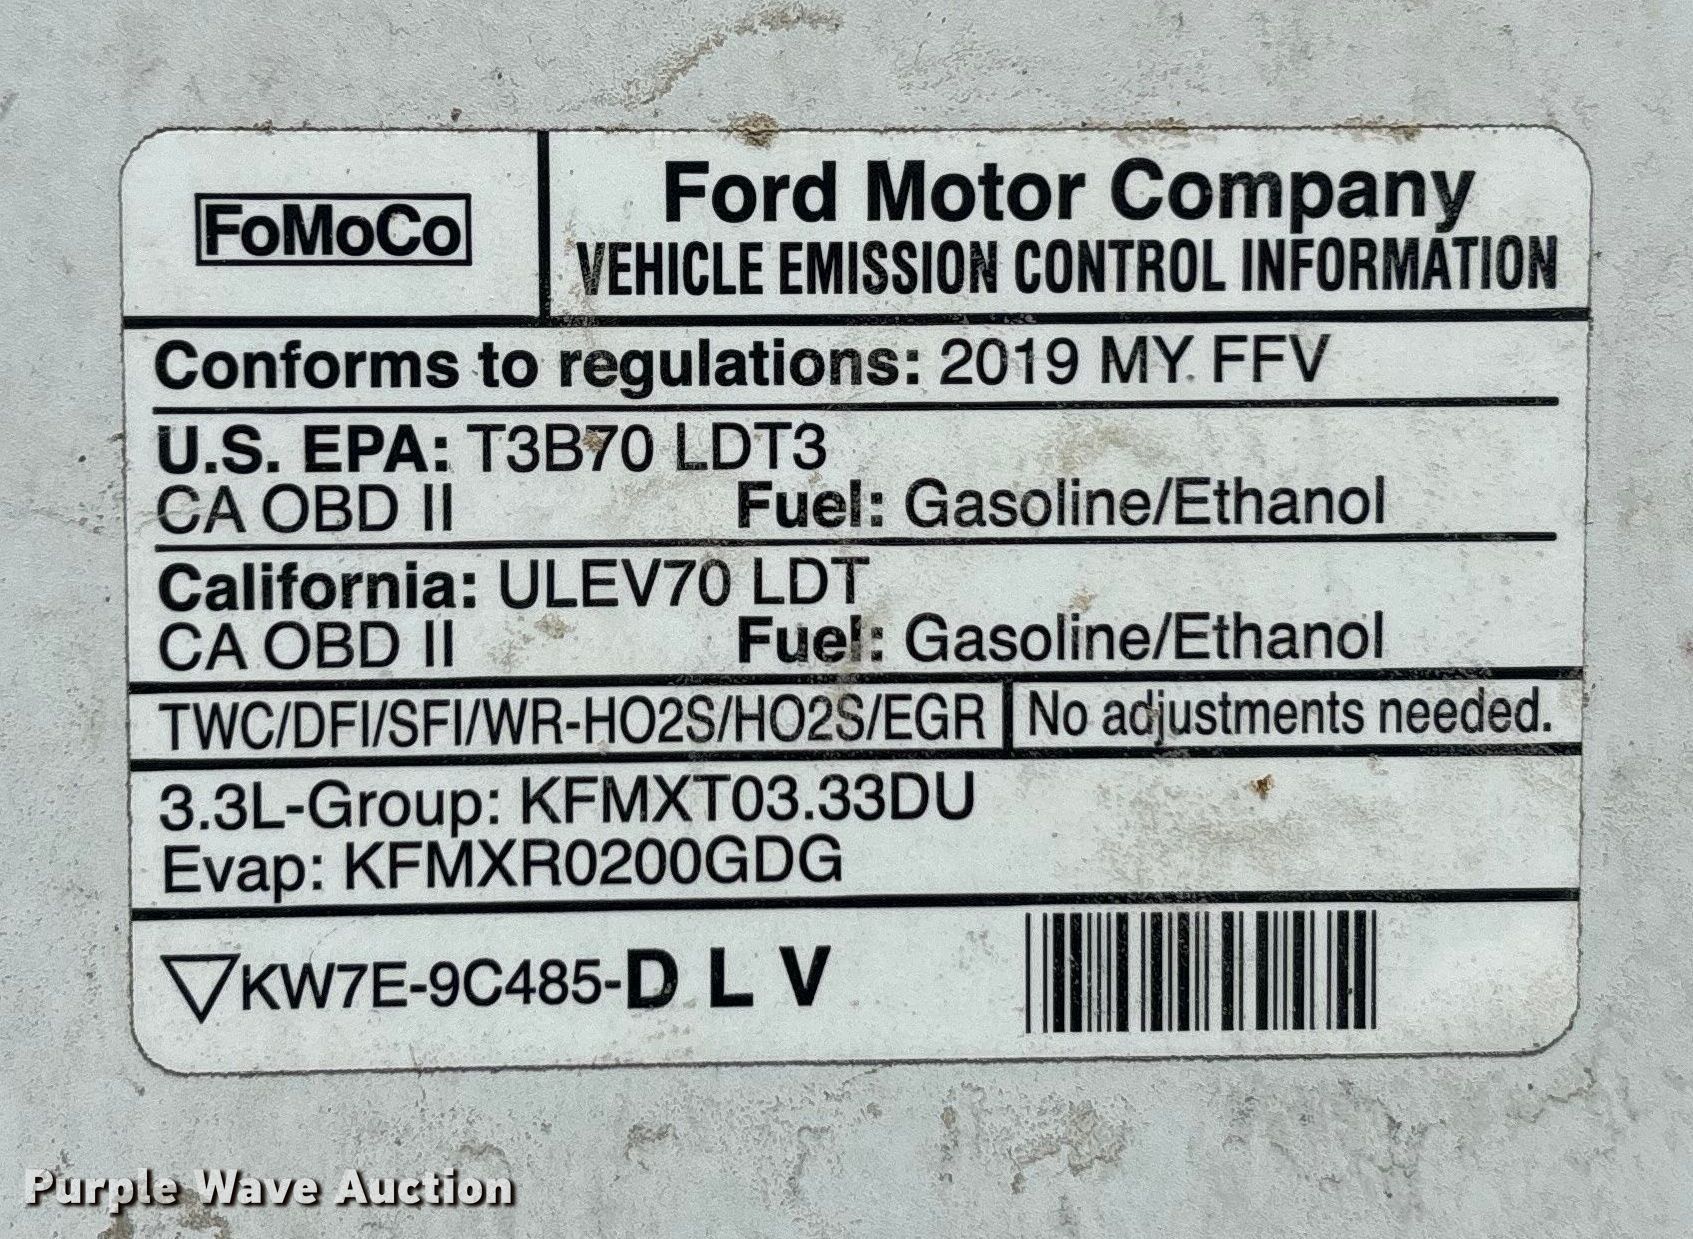 FoMoCo
Ford Motor Company
VEHICLE EMISSION CONTROL INFORMATION
Conforms to regulations: 2019 MY FFV
U.S. EPA: T3B70 LDT3
CA OBD II Fuel: Gasoline/Ethanol
California: ULEV70 LDT
CA OBD II Fuel: Gasoline/Ethanol
TWC/DFI/SFI/WR-HO2S/HO2S/EGR No adjustments needed.
3.3L-Group: KFMXT03.33DU
Evap: KFMXR0200GDG
KW7E-9C485-D L V
Purple Wave Auction